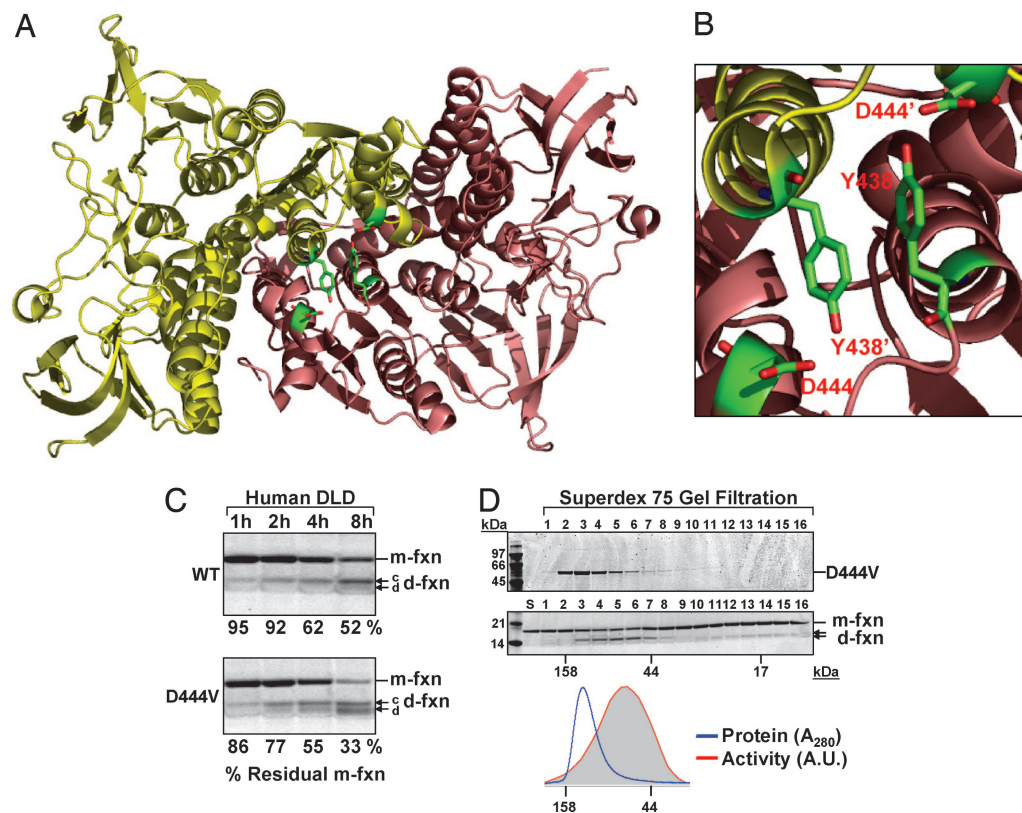 A
B
D444'
Y438
Y438'
D444
C
Human DLD
1h 2h 4h 8h
WT
m-fxn
c d-fxn
d
95 92 62 52 %
D444V
m-fxn
c d-fxn
d
86 77 55 33 %
% Residual m-fxn
D
Superdex 75 Gel Filtration
kDa 1 2 3 4 5 6 7 8 9 10 11 12 13 14 15 16
97
66
45
D444V
S 1 2 3 4 5 6 7 8 9 10 11 12 13 14 15 16
21
14
m-fxn
d-fxn
158 44 17 kDa
Protein (A280)
Activity (A.U.)
158 44